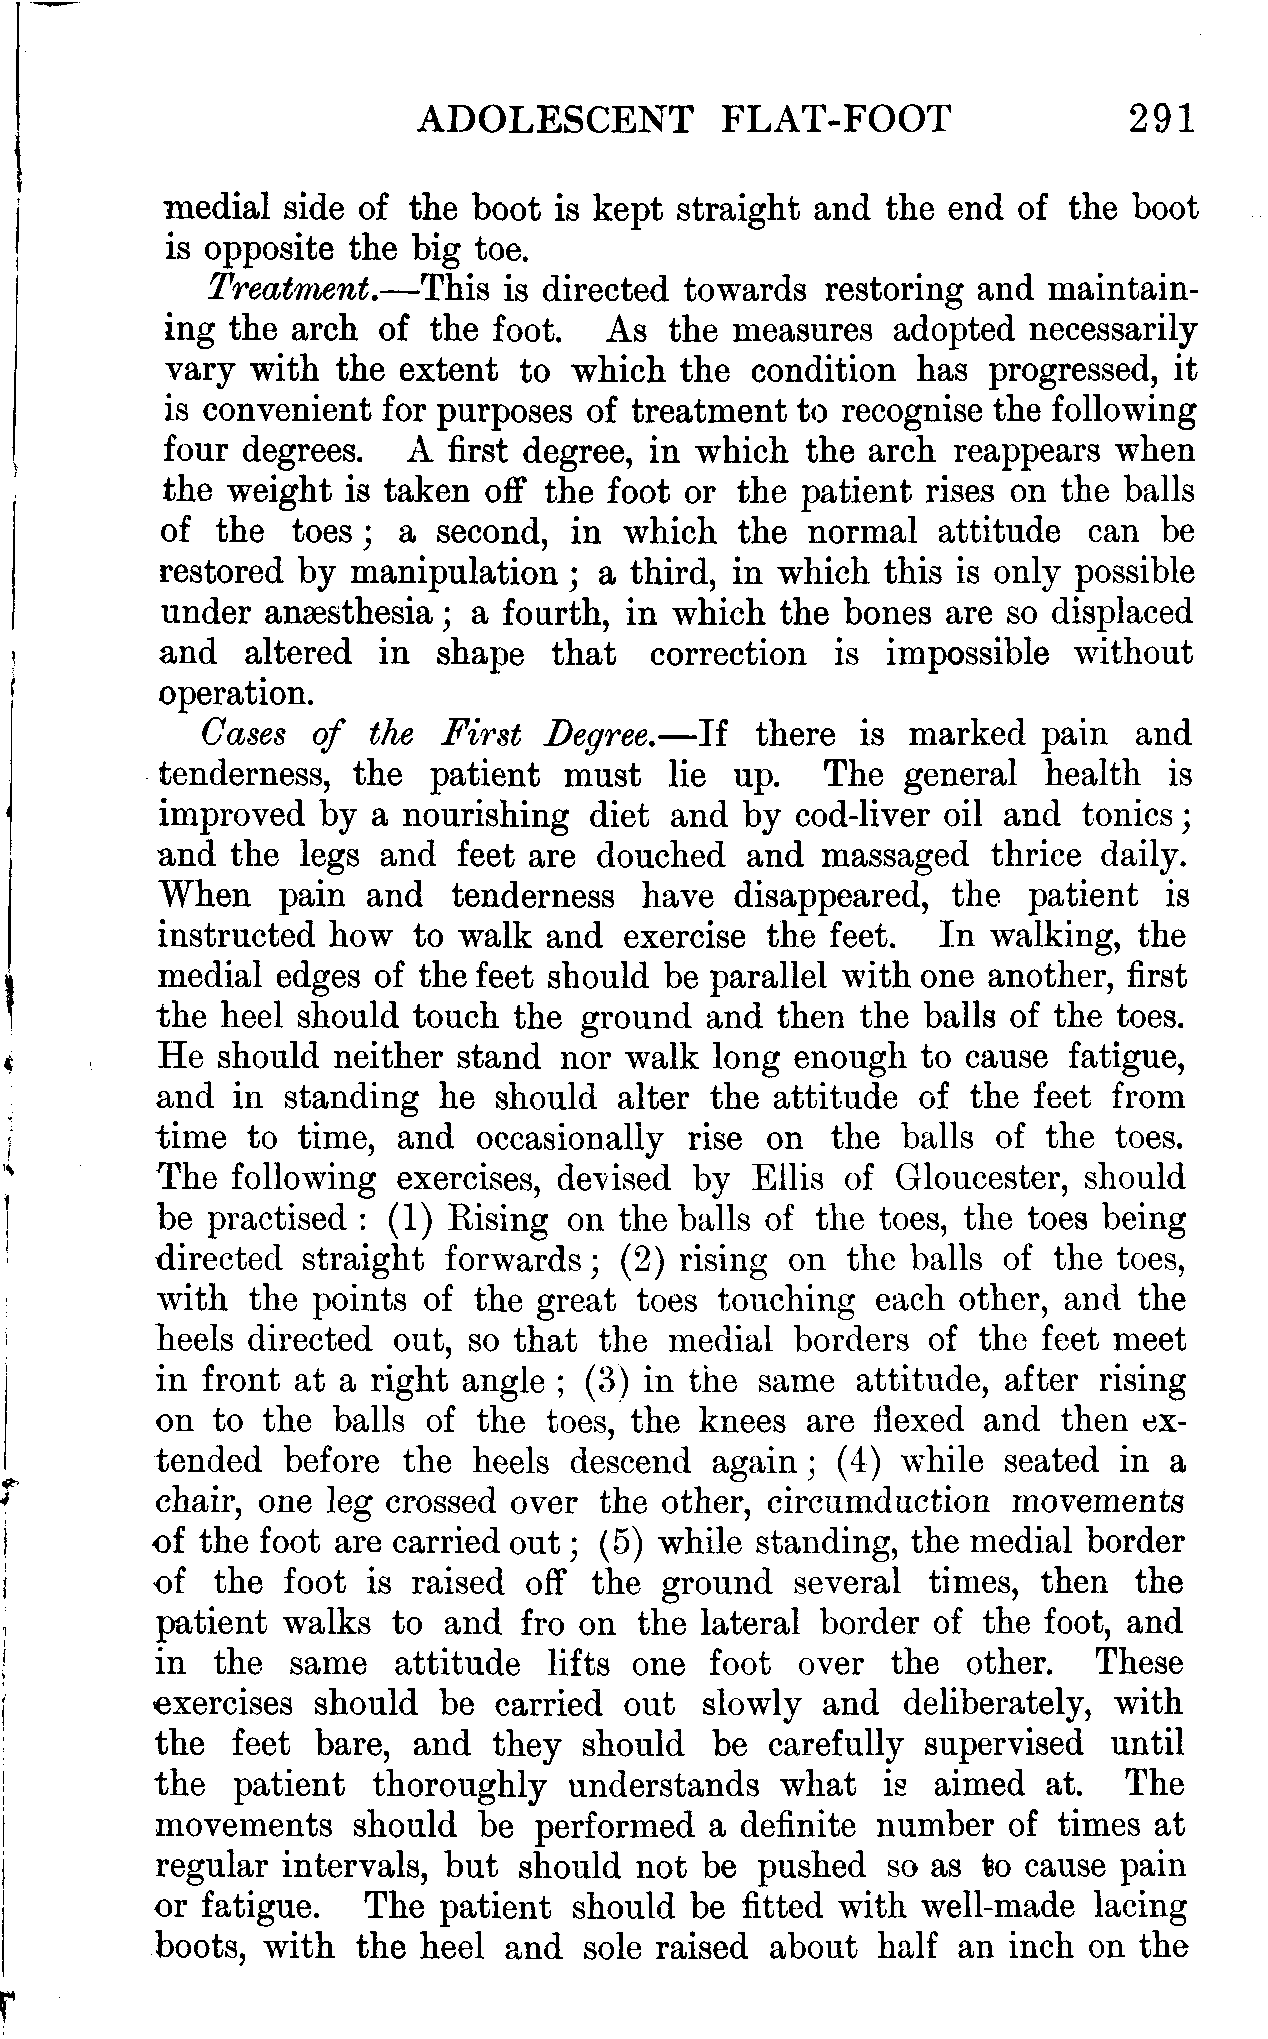 ADOLESCENT FLAT-FOOT 291
medial side of the boot is kept straight and the end of the boot
is opposite the big toe.
Treatment.—This is directed towards restoring and maintain-
ing the arch of the foot. As the measures adopted necessarily
vary with the extent to which the condition has progressed, it
is convenient for purposes of treatment to recognise the following
four degrees. A first degree, in which the arch reappears when
the weight is taken off the foot or the patient rises on the balls
of the toes; a second, in which the normal attitude can be
restored by manipulation; a third, in which this is only possible
under anæsthesia; a fourth, in which the bones are so displaced
and altered in shape that correction is impossible without
operation.
Cases of the First Degree.—If there is marked pain and
tenderness, the patient must lie up. The general health is
improved by a nourishing diet and by cod-liver oil and tonics;
and the legs and feet are douched and massaged thrice daily.
When pain and tenderness have disappeared, the patient is
instructed how to walk and exercise the feet. In walking, the
medial edges of the feet should be parallel with one another, first
the heel should touch the ground and then the balls of the toes.
He should neither stand nor walk long enough to cause fatigue,
and in standing he should alter the attitude of the feet from
time to time, and occasionally rise on the balls of the toes.
The following exercises, devised by Ellis of Gloucester, should
be practised: (1) Rising on the balls of the toes, the toes being
directed straight forwards; (2) rising on the balls of the toes,
with the points of the great toes touching each other, and the
heels directed out, so that the medial borders of the feet meet
in front at a right angle; (3) in the same attitude, after rising
on to the balls of the toes, the knees are flexed and then ex-
tended before the heels descend again; (4) while seated in a
chair, one leg crossed over the other, circumduction movements
of the foot are carried out; (5) while standing, the medial border
of the foot is raised off the ground several times, then the
patient walks to and fro on the lateral border of the foot, and
in the same attitude lifts one foot over the other. These
exercises should be carried out slowly and deliberately, with
the feet bare, and they should be carefully supervised until
the patient thoroughly understands what is aimed at. The
movements should be performed a definite number of times at
regular intervals, but should not be pushed so as to cause pain
or fatigue. The patient should be fitted with well-made lacing
boots, with the heel and sole raised about half an inch on the